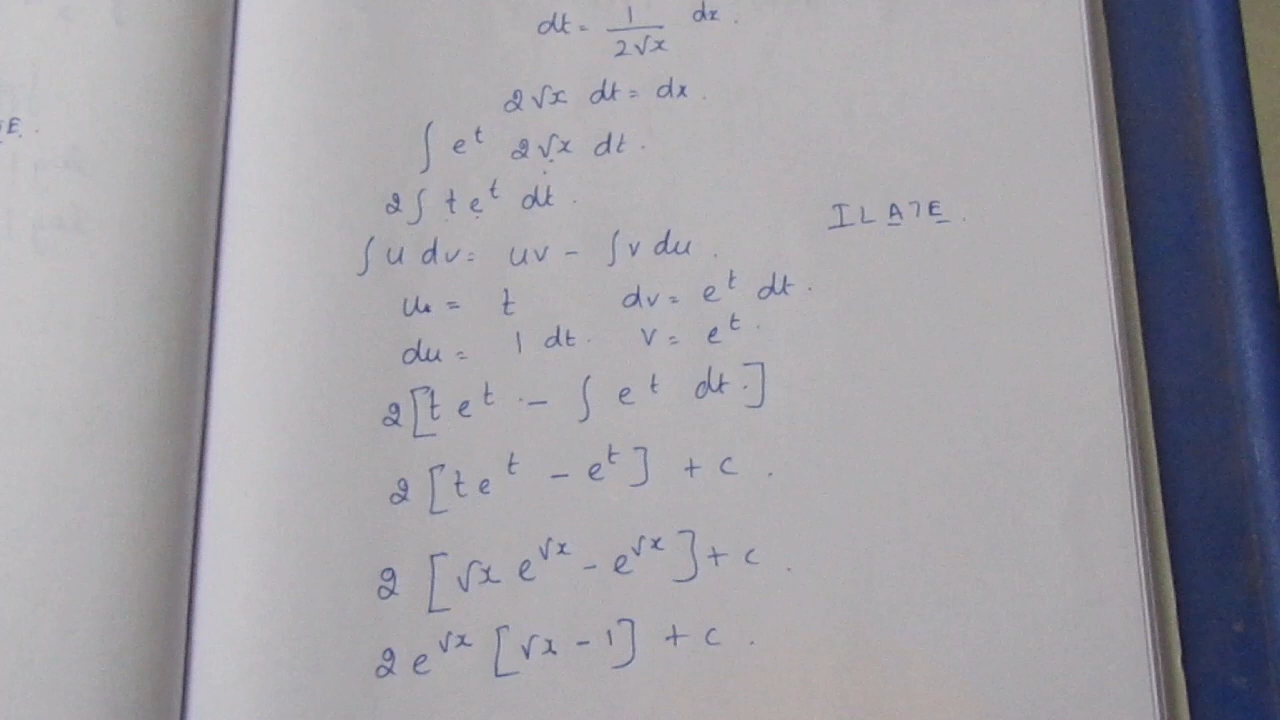 dt = 1/(2√x) dx.
2√x dt = dx.
E.
∫ e^t 2√x dt.
2∫ t e^t dt.
ILATE.
∫ u dv = uv - ∫ v du.
u = t dv = e^t dt.
du = 1 dt. v = e^t.
2[t e^t - ∫ e^t dt.]
2[t e^t - e^t] + c.
2[√x e^√x - e^√x] + c.
2 e^√x [√x - 1] + c.